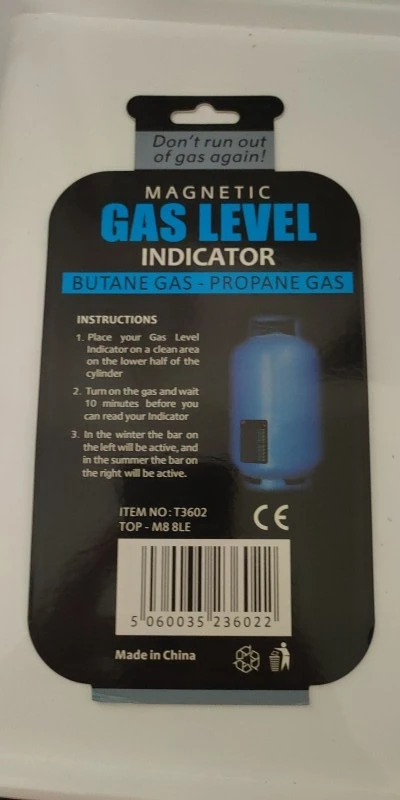 Don't run out
of gas again!
MAGNETIC
GAS LEVEL
INDICATOR
BUTANE GAS - PROPANE GAS
INSTRUCTIONS
1. Place your Gas Level
Indicator on a clean area
on the lower half of the
cylinder
2. Turn on the gas and wait
10 minutes before you
can read your Indicator
3. In the winter the bar on
the left will be active, and
in the summer the bar on
the right will be active.
ITEM NO : T3602
TOP - M8 8LE
CE
5 060035 236022
Made in China